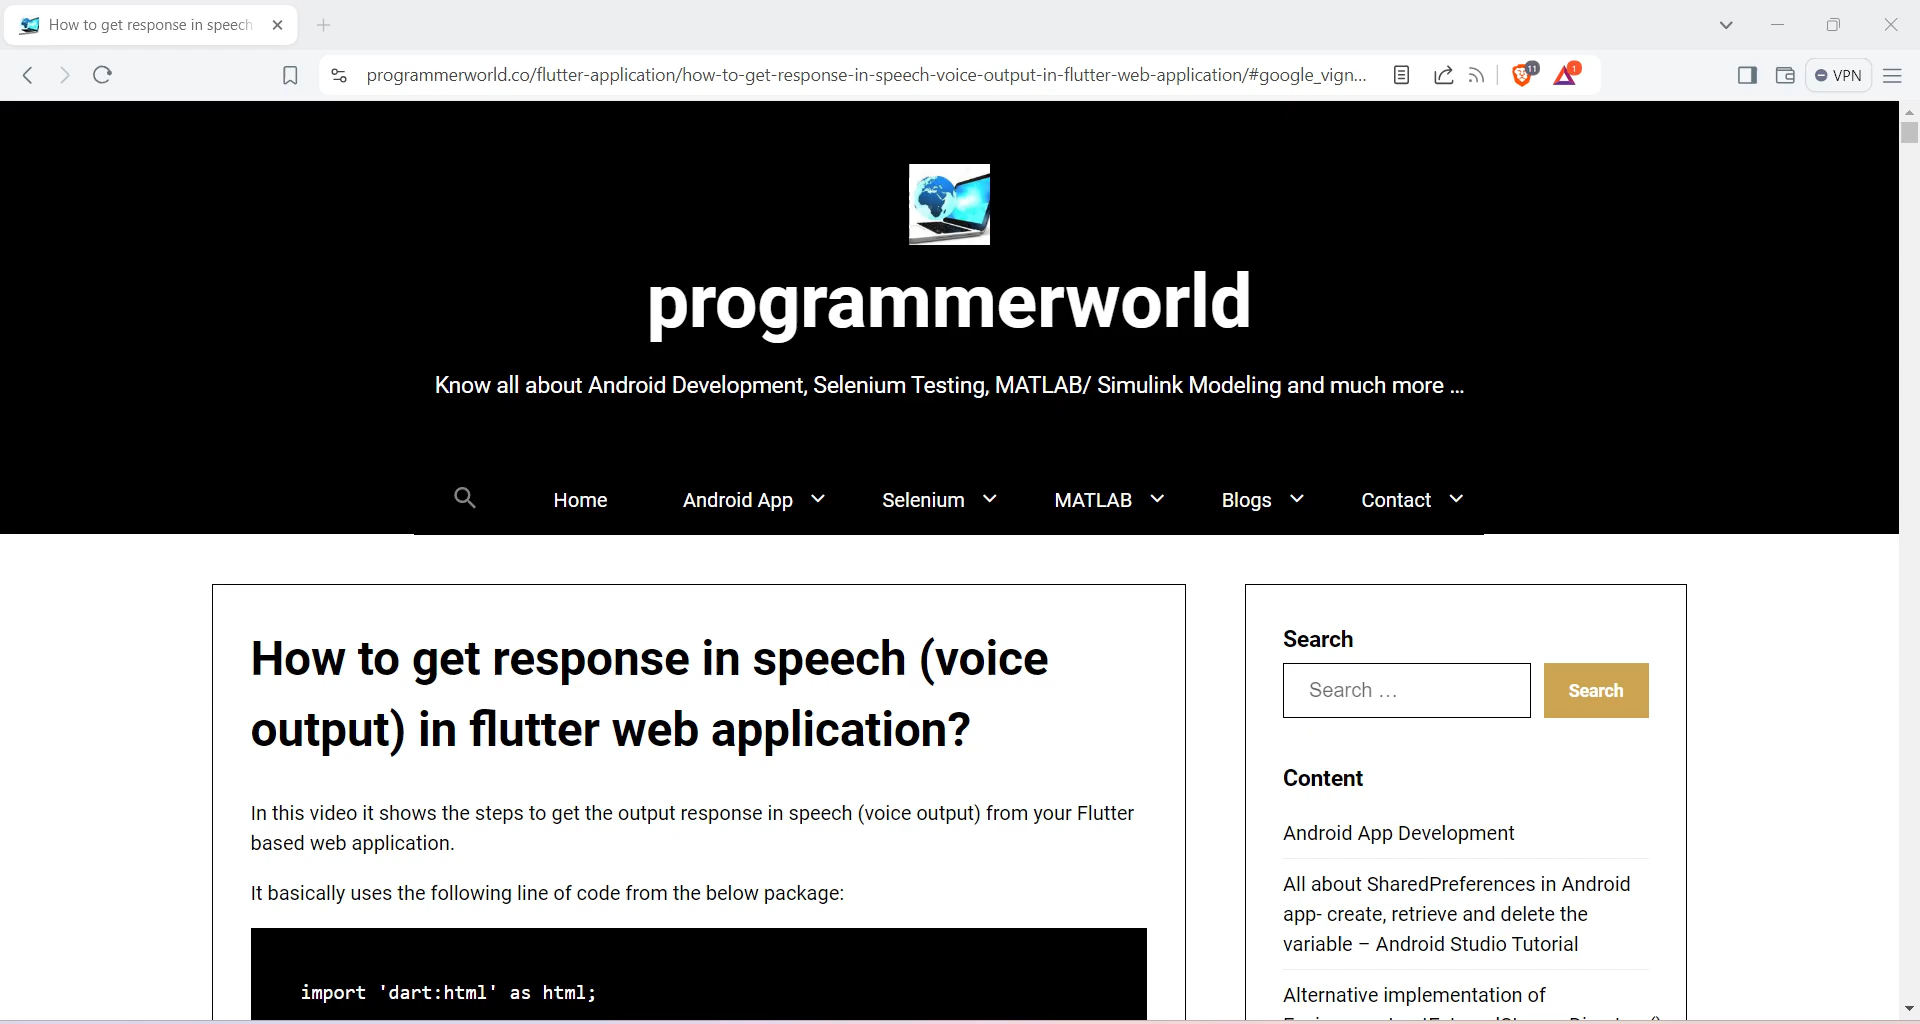 How to get response in speech
programmerworld.co/flutter-application/how-to-get-response-in-speech-voice-output-in-flutter-web-application/#google_vign...
11
1
VPN
programmerworld
Know all about Android Development, Selenium Testing, MATLAB/ Simulink Modeling and much more ...
Home Android App Selenium MATLAB Blogs Contact
How to get response in speech (voice
output) in flutter web application?
In this video it shows the steps to get the output response in speech (voice output) from your Flutter
based web application.
It basically uses the following line of code from the below package:
import 'dart:html' as html;
Search
Search ...
Search
Content
Android App Development
All about SharedPreferences in Android
app- create, retrieve and delete the
variable – Android Studio Tutorial
Alternative implementation of